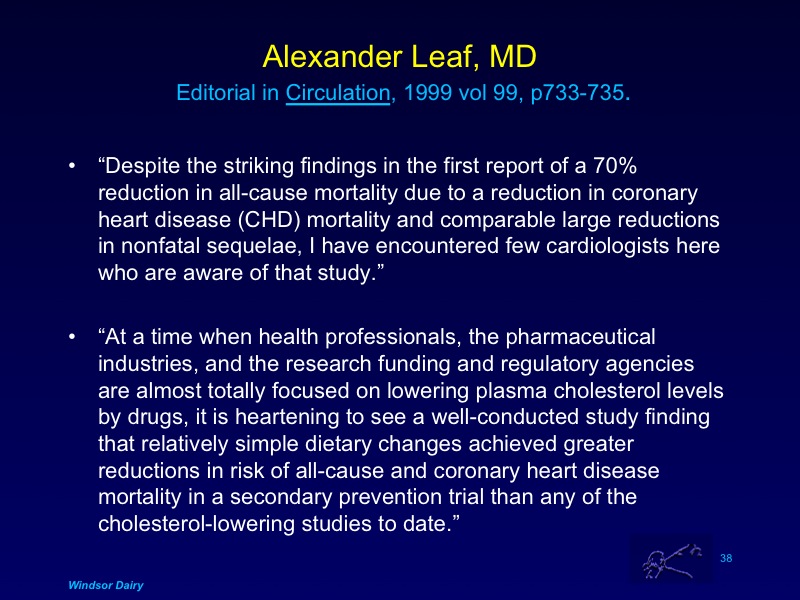 Alexander Leaf, MD
Editorial in Circulation, 1999 vol 99, p733-735.
• “Despite the striking findings in the first report of a 70%
reduction in all-cause mortality due to a reduction in coronary
heart disease (CHD) mortality and comparable large reductions
in nonfatal sequelae, I have encountered few cardiologists here
who are aware of that study.”
• “At a time when health professionals, the pharmaceutical
industries, and the research funding and regulatory agencies
are almost totally focused on lowering plasma cholesterol levels
by drugs, it is heartening to see a well-conducted study finding
that relatively simple dietary changes achieved greater
reductions in risk of all-cause and coronary heart disease
mortality in a secondary prevention trial than any of the
cholesterol-lowering studies to date.”
38
Windsor Dairy